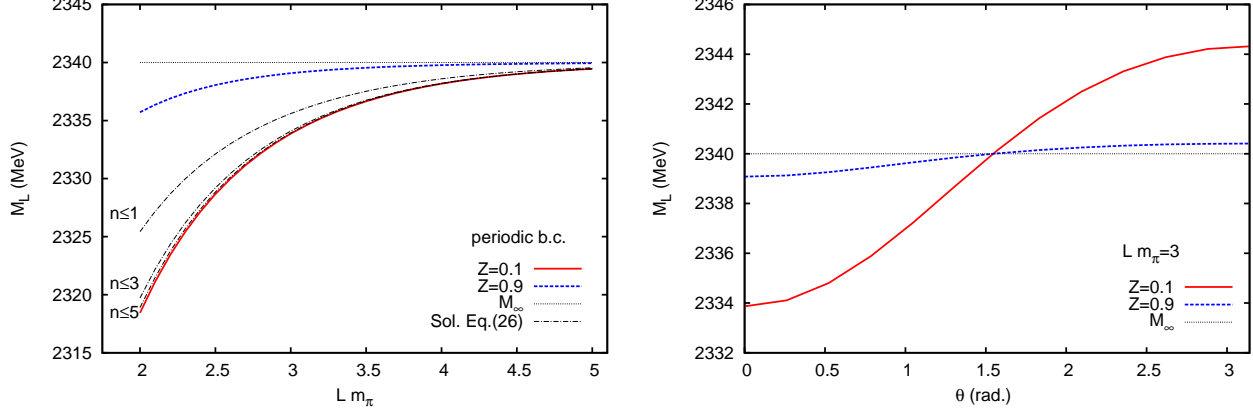 2345
2340
2335
2330
2325
2320
2315
M_L (MeV)
n≤1
n≤3
n≤5
periodic b.c.
Z=0.1
Z=0.9
M_∞
Sol. Eq.(26)
2 2.5 3 3.5 4 4.5 5
L m_π
2346
2344
2342
2340
2338
2336
2334
2332
M_L (MeV)
L m_π=3
Z=0.1
Z=0.9
M_∞
0 0.5 1 1.5 2 2.5 3
θ (rad.)